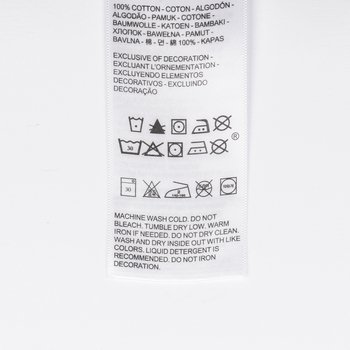 100% COTTON - COTON - ALGODÓN -
ALGODÃO - PAMUK - COTONE -
BAUMWOLLE - KATOEN - BAMBAKI -
ХЛОПОК - BAWEŁNA - PAMUT -
BAVLNA - 棉 - 면 100% - KAPAS
EXCLUSIVE OF DECORATION -
EXCLUANT L'ORNEMENTATION -
EXCLUYENDO ELEMENTOS
DECORATIVOS - EXCLUINDO
DECORAÇÃO
®
30
30
MACHINE WASH COLD. DO NOT
BLEACH. TUMBLE DRY LOW. WARM
IRON IF NEEDED. DO NOT DRY CLEAN.
WASH AND DRY INSIDE OUT WITH LIKE
COLORS. LIQUID DETERGENT IS
RECOMMENDED. DO NOT IRON
DECORATION.